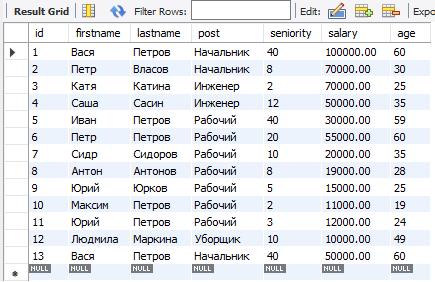 Result Grid Filter Rows: Edit: Expo
id firstname lastname post seniority salary age
1 Вася Петров Начальник 40 100000.00 60
2 Петр Власов Начальник 8 70000.00 30
3 Катя Катина Инженер 2 70000.00 25
4 Саша Сасин Инженер 12 50000.00 35
5 Иван Петров Рабочий 40 30000.00 59
6 Петр Петров Рабочий 20 55000.00 60
7 Сидр Сидоров Рабочий 10 20000.00 35
8 Антон Антонов Рабочий 8 19000.00 28
9 Юрий Юрков Рабочий 5 15000.00 25
10 Максим Петров Рабочий 2 11000.00 19
11 Юрий Петров Рабочий 3 12000.00 24
12 Людмила Маркина Уборщик 10 10000.00 49
13 Вася Петров Начальник 40 50000.00 60
NULL NULL NULL NULL NULL NULL NULL